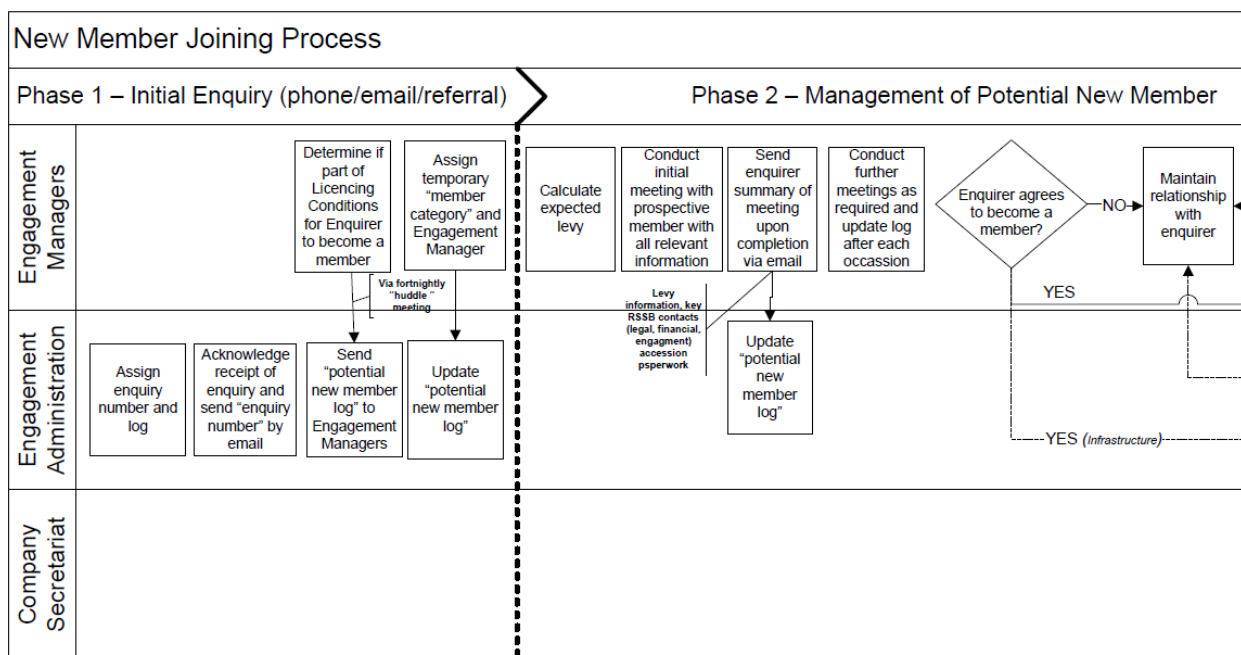 New Member Joining Process
Phase 1 – Initial Enquiry (phone/email/referral)
Phase 2 – Management of Potential New Member
Engagement
Managers
Determine if
part of
Licencing
Conditions
for Enquirer
to become a
member
Assign
temporary
“member
category” and
Engagement
Manager
Via fortnightly
“huddle ”
meeting
Calculate
expected
levy
Conduct
initial
meeting with
prospective
member with
all relevant
information
Send
enquirer
summary of
meeting
upon
completion
via email
Conduct
further
meetings as
required and
update log
after each
occassion
Enquirer agrees
to become a
member?
NO
YES
Maintain
relationship
with
enquirer
Engagement
Administration
Assign
enquiry
number and
log
Acknowledge
receipt of
enquiry and
send “enquiry
number” by
email
Send
“potential
new member
log” to
Engagement
Managers
Update
“potential
new member
log”
Levy
information, key
RSSB contacts
(legal, financial,
engagment)
accession
psperwork
Update
“potential
new
member
log”
YES (Infrastructure)
Company
Secretariat